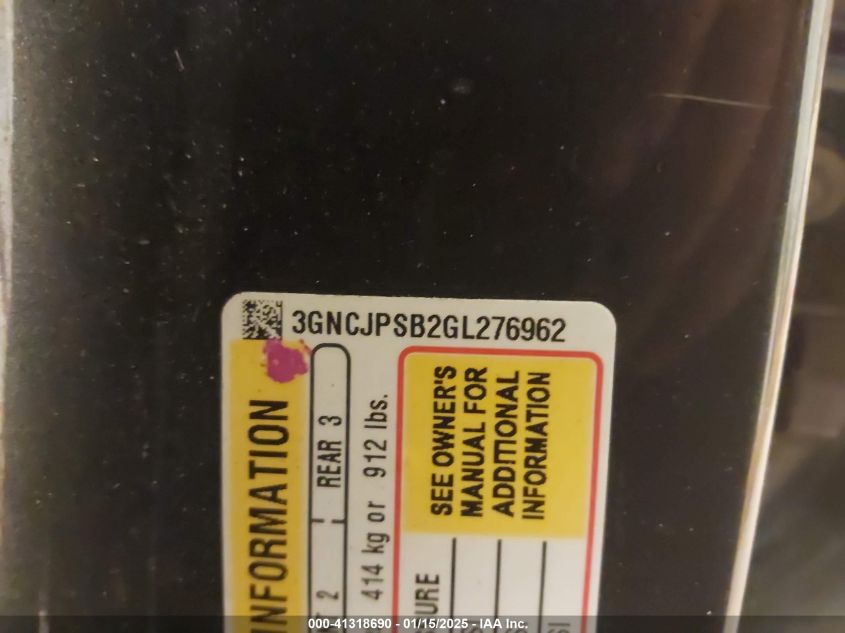 3GNCJPSB2GL276962
INFORMATION
2 REAR 3
414 kg or 912 lbs.
SEE OWNER'S
MANUAL FOR
ADDITIONAL
INFORMATION
000-41318690 - 01/15/2025 - IAA Inc.